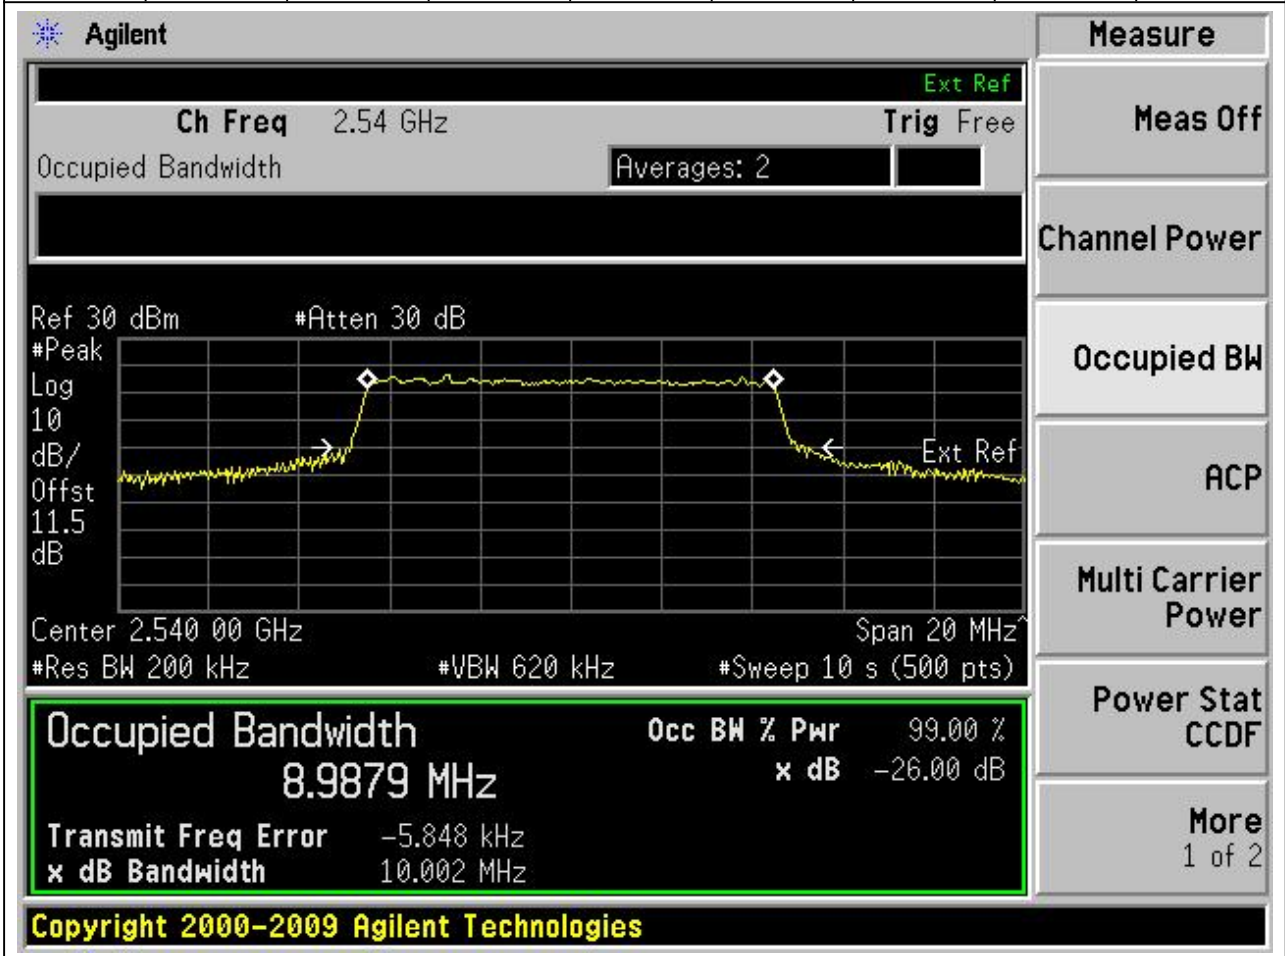 Agilent
Measure
Ext Ref
Ch Freq 2.54 GHz Trig Free
Meas Off
Occupied Bandwidth Averages: 2
Channel Power
Ref 30 dBm #Atten 30 dB
#Peak
Log
10
dB/
Offst
11.5
dB
Ext Ref
Occupied BW
ACP
Multi Carrier
Power
Center 2.540 00 GHz Span 20 MHz^
#Res BW 200 kHz #VBW 620 kHz #Sweep 10 s (500 pts)
Power Stat
CCDF
Occupied Bandwidth
8.9879 MHz
Occ BW % Pwr 99.00 %
x dB -26.00 dB
Transmit Freq Error -5.848 kHz
x dB Bandwidth 10.002 MHz
More
1 of 2
Copyright 2000-2009 Agilent Technologies